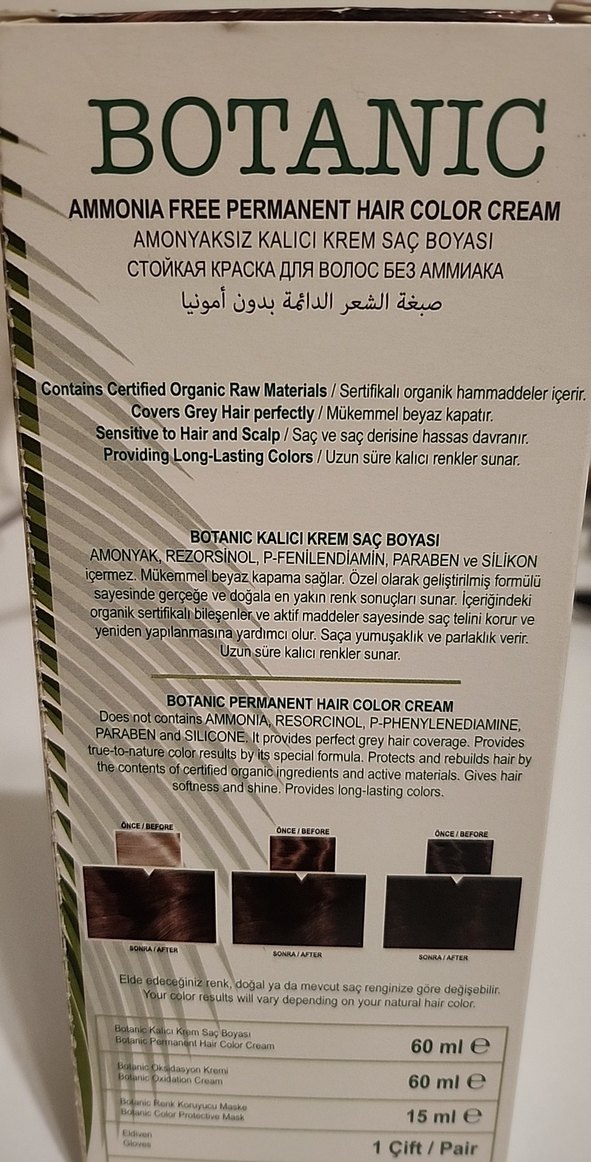 BOTANIC
AMMONIA FREE PERMANENT HAIR COLOR CREAM
AMONYAKSIZ KALICI KREM SAÇ BOYASI
СТОЙКАЯ КРАСКА ДЛЯ ВОЛОС БЕЗ АММИАКА
صبغة الشعر الدائمة بدون أمونيا
Contains Certified Organic Raw Materials / Sertifikalı organik hammaddeler içerir.
Covers Grey Hair perfectly / Mükemmel beyaz kapatır.
Sensitive to Hair and Scalp / Saç ve saç derisine hassas davranır.
Providing Long-Lasting Colors / Uzun süre kalıcı renkler sunar.
BOTANIC KALICI KREM SAÇ BOYASI
AMONYAK, REZORSİNOL, P-FENİLENDİAMİN, PARABEN ve SİLİKON
içermez. Mükemmel beyaz kapama sağlar. Özel olarak geliştirilmiş formülü
sayesinde gerçeğe ve doğala en yakın renk sonuçları sunar. İçeriğindeki
organik sertifikalı bileşenler ve aktif maddeler sayesinde saç telini korur ve
yeniden yapılanmasına yardımcı olur. Saça yumuşaklık ve parlaklık verir.
Uzun süre kalıcı renkler sunar.
BOTANIC PERMANENT HAIR COLOR CREAM
Does not contains AMMONIA, RESORCINOL, P-PHENYLENEDIAMINE,
PARABEN and SILICONE. It provides perfect grey hair coverage. Provides
true-to-nature color results by its special formula. Protects and rebuilds hair by
the contents of certified organic ingredients and active materials. Gives hair
softness and shine. Provides long-lasting colors.
ÖNCE / BEFORE ÖNCE / BEFORE ÖNCE / BEFORE
SONRA / AFTER SONRA / AFTER SONRA / AFTER
Elde edeceğiniz renk, doğal ya da mevcut saç renginize göre değişebilir.
Your color results will vary depending on your natural hair color.
Botanic Kalıcı Krem Saç Boyası
Botanic Permanent Hair Color Cream 60 ml ℮
Botanic Oksidasyon Kremi
Botanic Oxidation Cream 60 ml ℮
Botanic Renk Koruyucu Maske
Botanic Color Protective Mask 15 ml ℮
Eldiven
Gloves 1 Çift / Pair